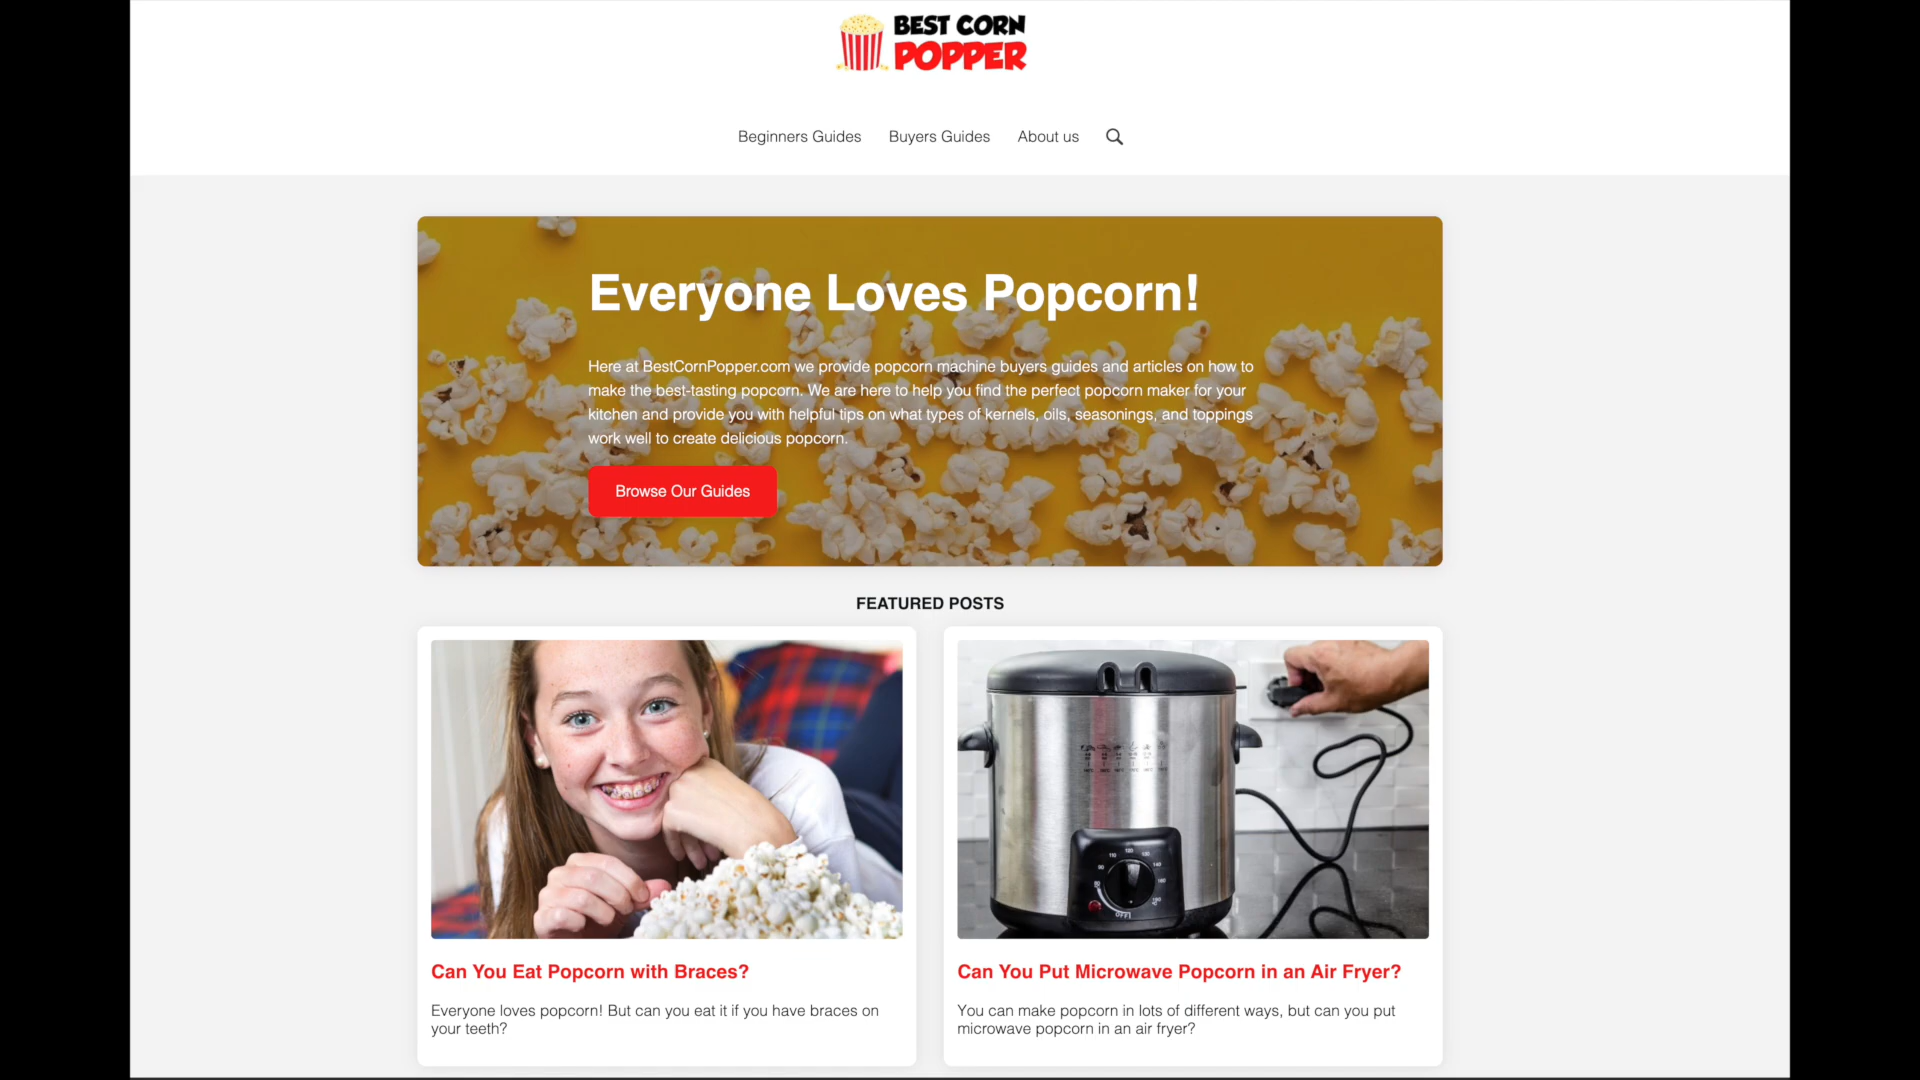 BEST CORN
POPPER
Beginners Guides Buyers Guides About us
Everyone Loves Popcorn!
Here at BestCornPopper.com we provide popcorn machine buyers guides and articles on how to
make the best-tasting popcorn. We are here to help you find the perfect popcorn maker for your
kitchen and provide you with helpful tips on what types of kernels, oils, seasonings, and toppings
work well to create delicious popcorn.
Browse Our Guides
FEATURED POSTS
Can You Eat Popcorn with Braces?
Everyone loves popcorn! But can you eat it if you have braces on
your teeth?
Can You Put Microwave Popcorn in an Air Fryer?
You can make popcorn in lots of different ways, but can you put
microwave popcorn in an air fryer?